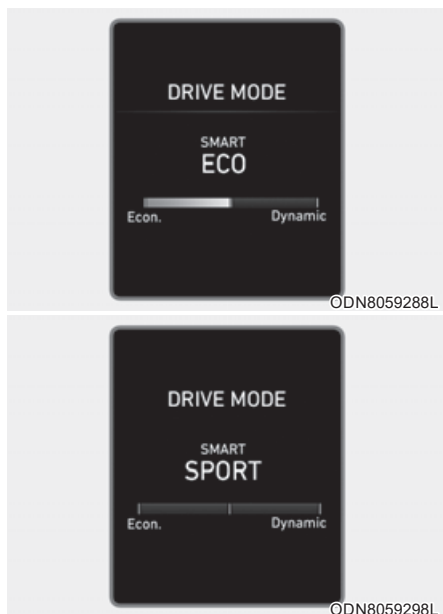 DRIVE MODE
SMART
ECO
Econ. Dynamic
ODN8059288L
DRIVE MODE
SMART
SPORT
Econ. Dynamic
ODN8059298L